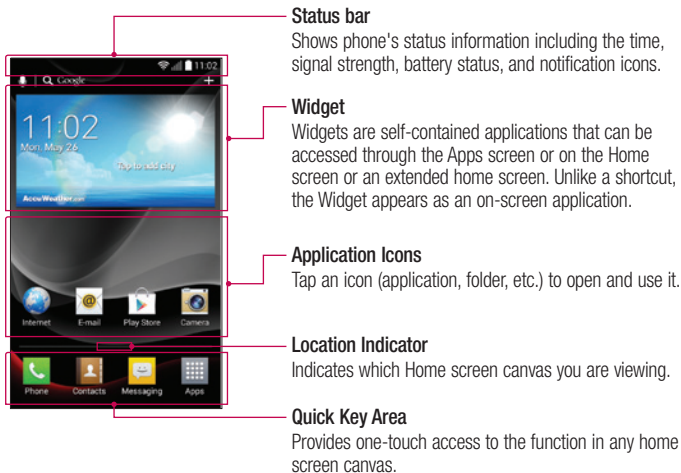 Status bar
Shows phone's status information including the time,
signal strength, battery status, and notification icons.
11:02
Google
Widget
Widgets are self-contained applications that can be
accessed through the Apps screen or on the Home
screen or an extended home screen. Unlike a shortcut,
the Widget appears as an on-screen application.
11:02
Mon, May 26
Tap to add city
AccuWeather.com
Application Icons
Tap an icon (application, folder, etc.) to open and use it.
Internet E-mail Play Store Camera
Location Indicator
Indicates which Home screen canvas you are viewing.
Phone Contacts Messaging Apps
Quick Key Area
Provides one-touch access to the function in any home
screen canvas.